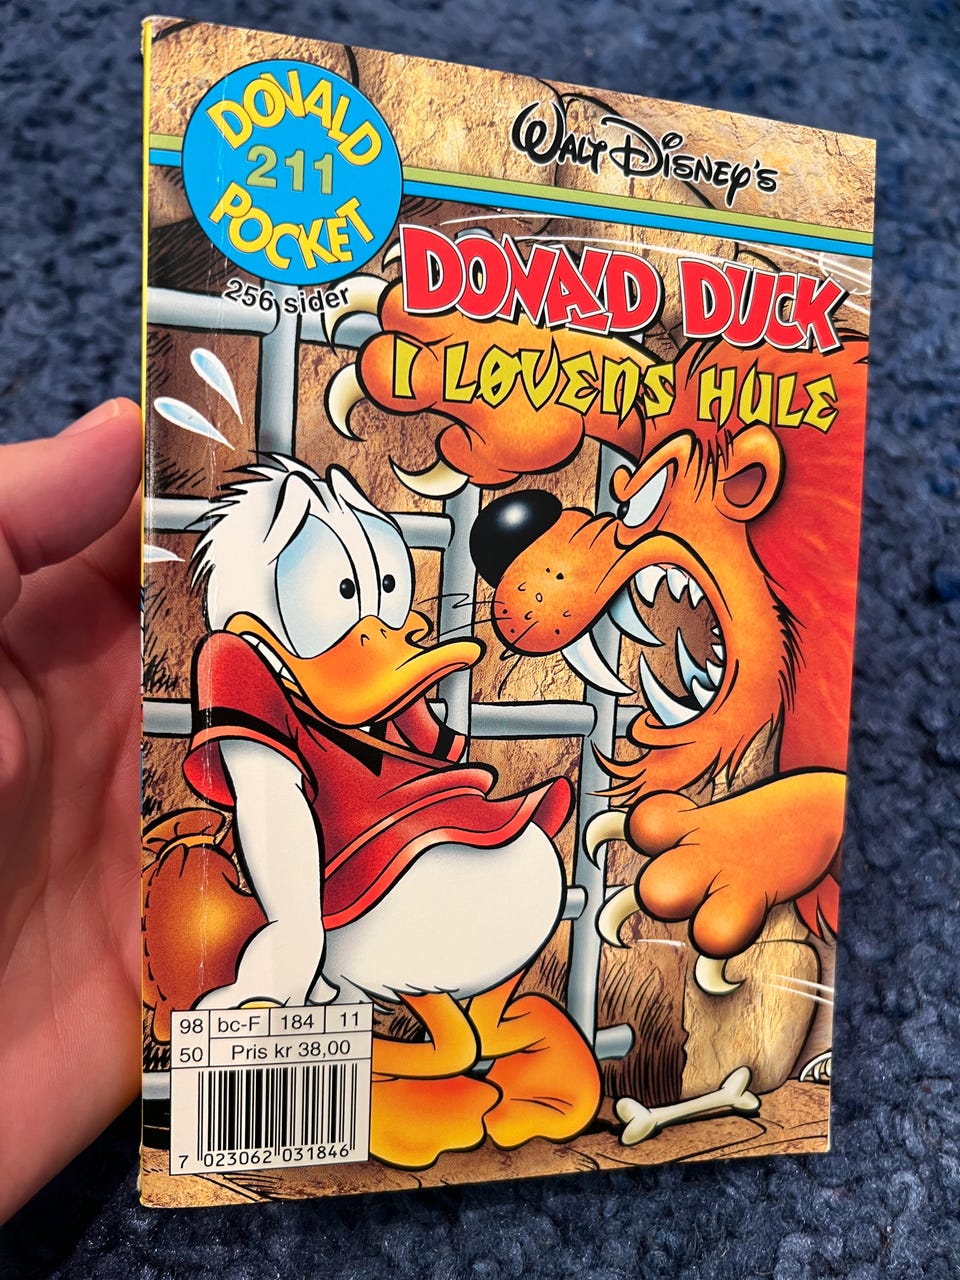 DONALD
211
POCKET
256 sider
WALT DISNEY'S
DONALD DUCK
I LØVENS HULE
98 bc-F 184 11
50 Pris kr 38,00
7 023062 031846